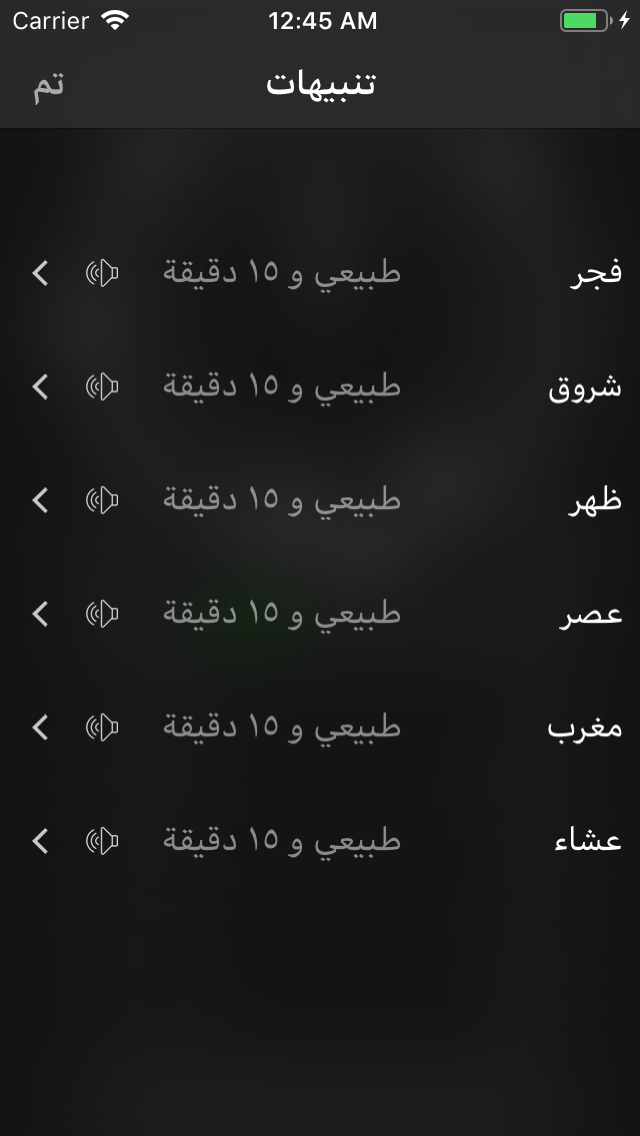 Carrier 12:45 AM
تنبيهات تم
فجر طبيعي و ١٥ دقيقة
شروق طبيعي و ١٥ دقيقة
ظهر طبيعي و ١٥ دقيقة
عصر طبيعي و ١٥ دقيقة
مغرب طبيعي و ١٥ دقيقة
عشاء طبيعي و ١٥ دقيقة